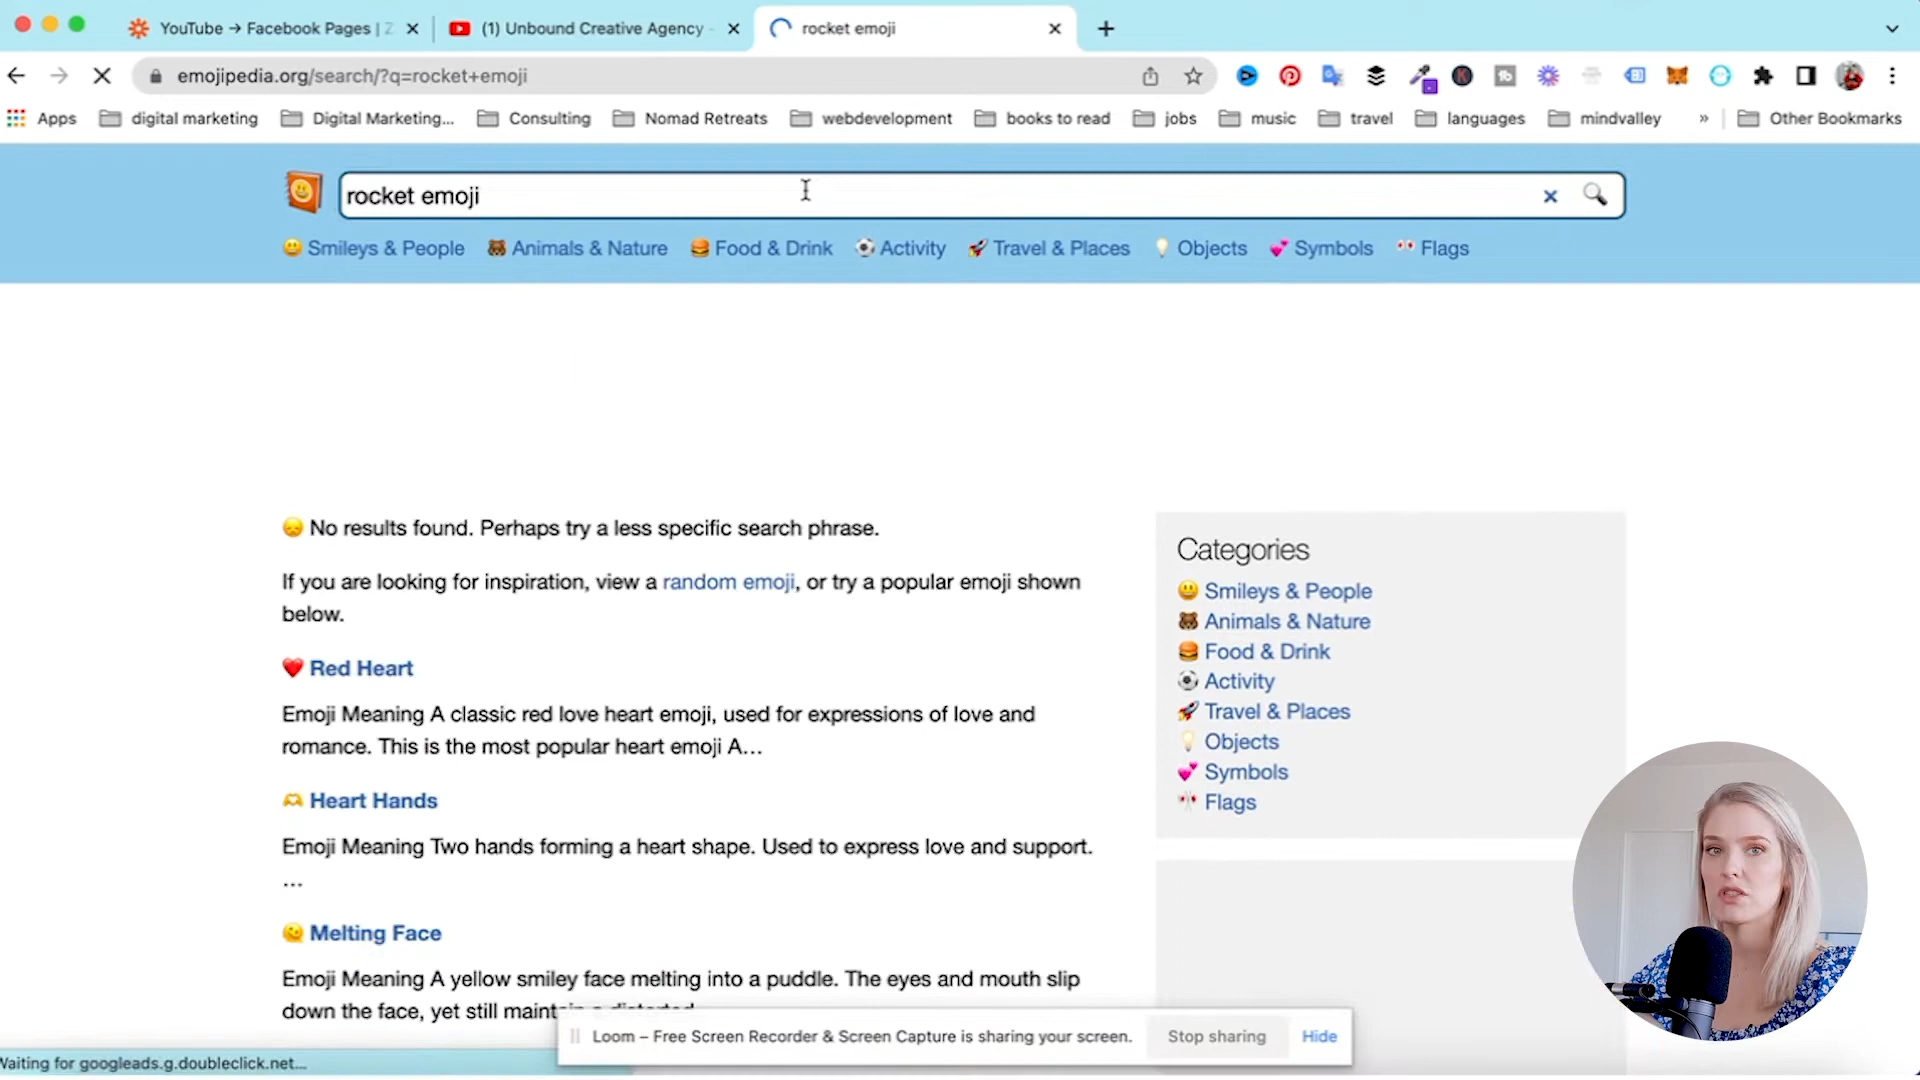 YouTube → Facebook Pages | Z
(1) Unbound Creative Agency -
rocket emoji
emojipedia.org/search/?q=rocket+emoji
Apps
digital marketing
Digital Marketing...
Consulting
Nomad Retreats
webdevelopment
books to read
jobs
music
travel
languages
mindvalley
»
Other Bookmarks
rocket emoji
Smileys & People
Animals & Nature
Food & Drink
Activity
Travel & Places
Objects
Symbols
Flags
No results found. Perhaps try a less specific search phrase.
If you are looking for inspiration, view a random emoji, or try a popular emoji shown
below.
Red Heart
Emoji Meaning A classic red love heart emoji, used for expressions of love and
romance. This is the most popular heart emoji A…
Heart Hands
Emoji Meaning Two hands forming a heart shape. Used to express love and support.
…
Melting Face
Emoji Meaning A yellow smiley face melting into a puddle. The eyes and mouth slip
down the face, yet still maintain a distorted
Categories
Smileys & People
Animals & Nature
Food & Drink
Activity
Travel & Places
Objects
Symbols
Flags
Loom – Free Screen Recorder & Screen Capture is sharing your screen.
Stop sharing
Hide
Waiting for googleads.g.doubleclick.net...